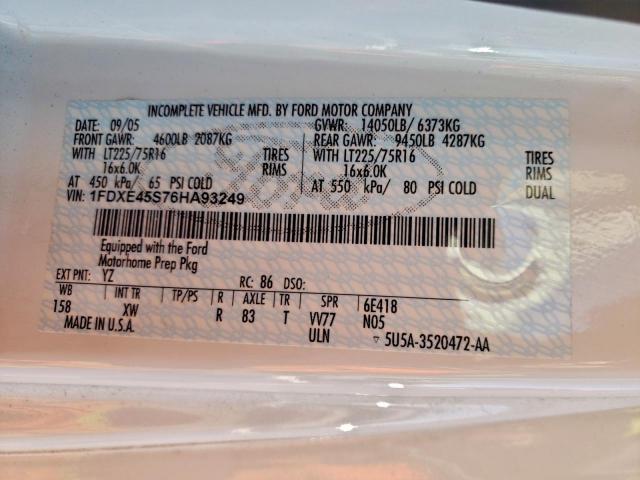 INCOMPLETE VEHICLE MFD. BY FORD MOTOR COMPANY
DATE: 09/05 GVWR: 14050LB/ 6373KG
FRONT GAWR: 4600LB 2087KG REAR GAWR: 9450LB 4287KG
WITH LT225/75R16 TIRES WITH LT225/75R16 TIRES
16x6.0K RIMS 16x6.0K RIMS
AT 450 kPa/ 65 PSI COLD AT 550 kPa/ 80 PSI COLD DUAL
VIN: 1FDXE45S76HA93249
Equipped with the Ford
Motorhome Prep Pkg
EXT PNT: YZ RC: 86 DSO:
WB INT TR TP/PS R AXLE TR SPR 6E418
158 XW R 83 T VV77 N05
MADE IN U.S.A. ULN ▽ 5U5A-3520472-AA